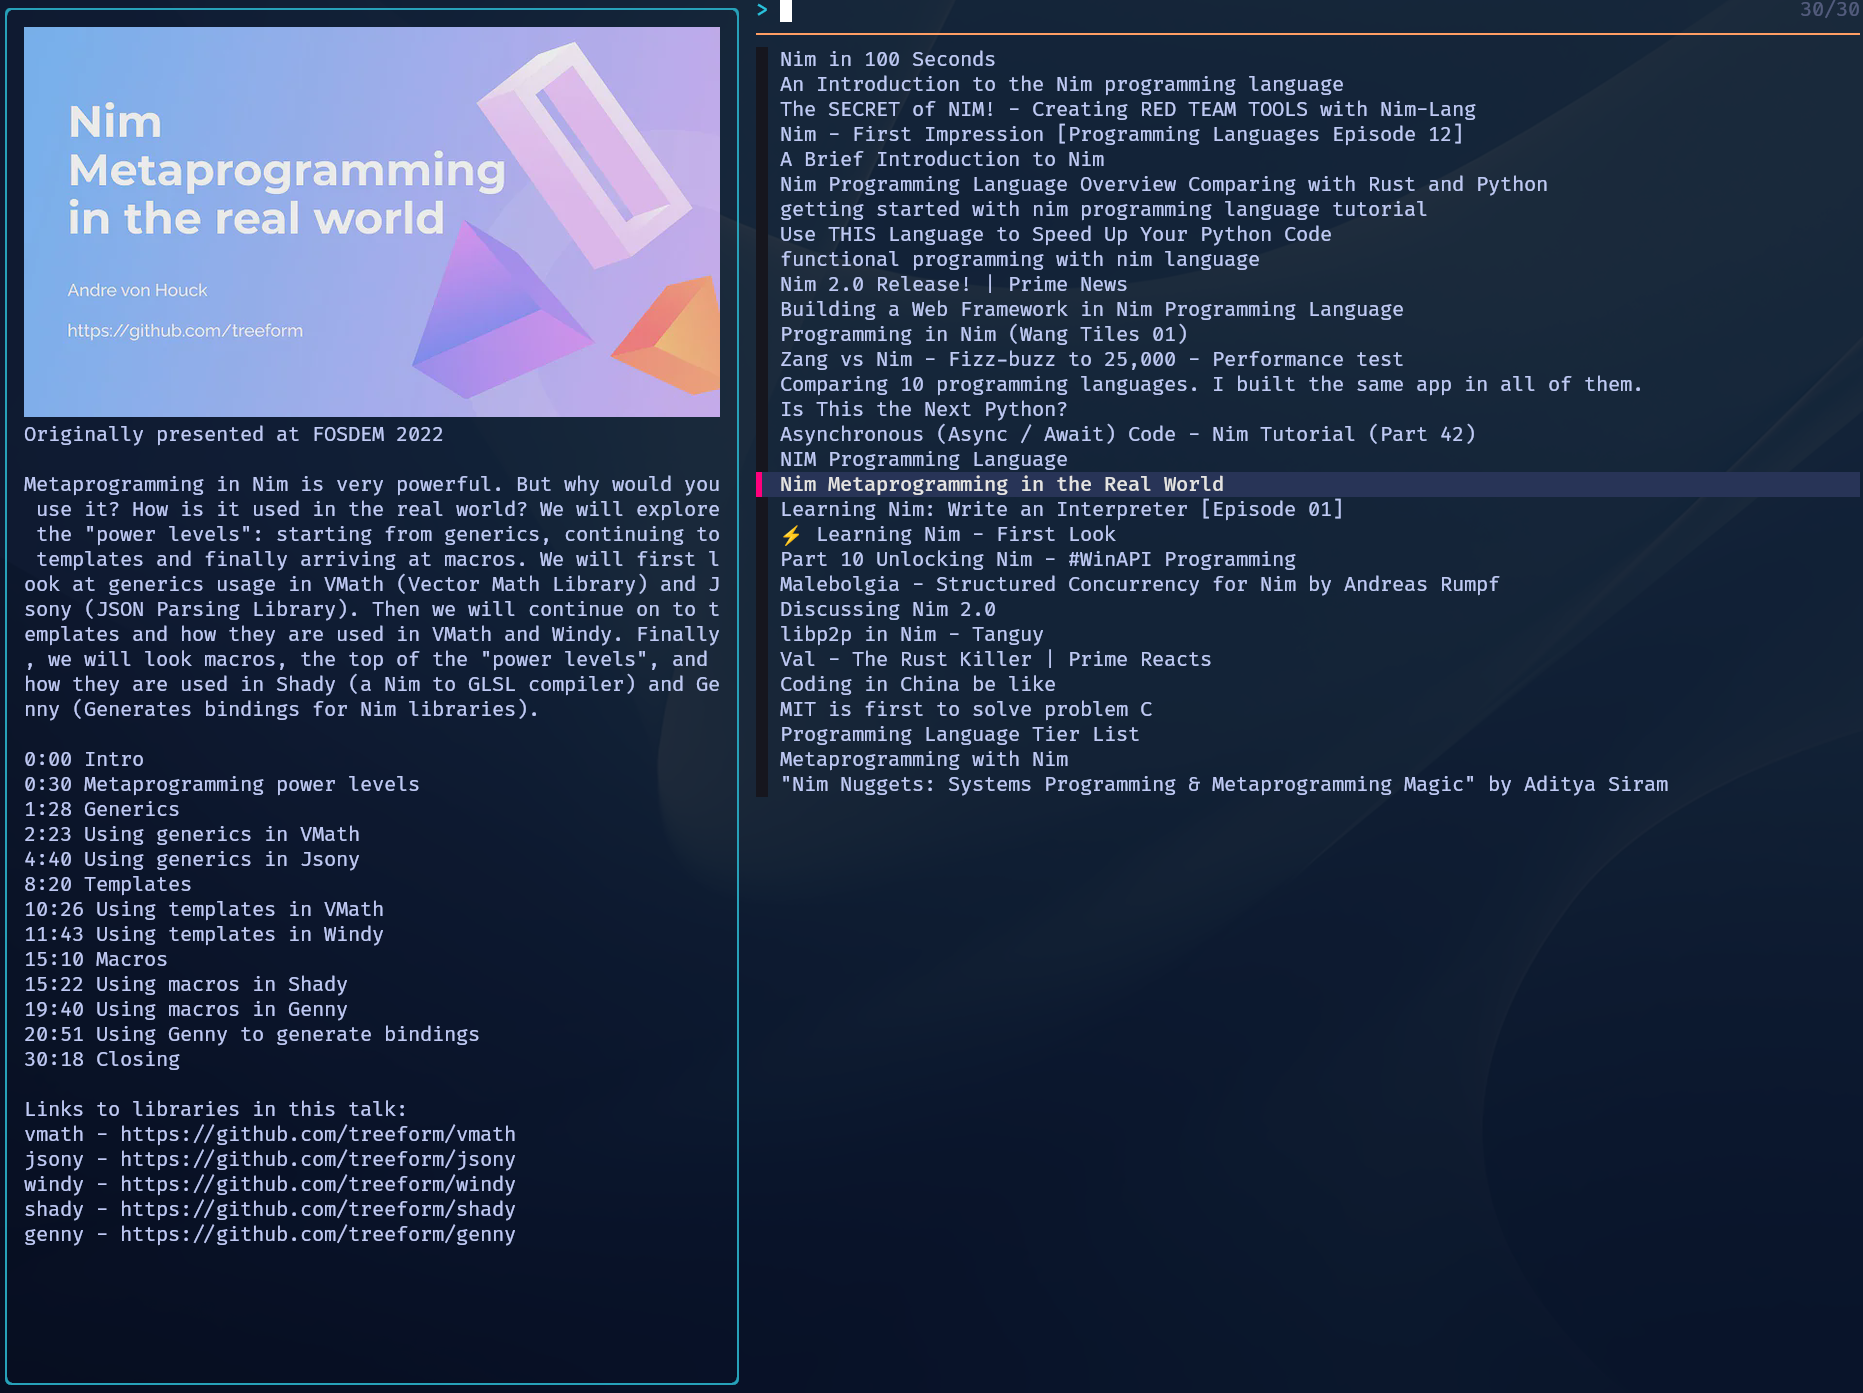 Nim
Metaprogramming
in the real world
Andre von Houck
https://github.com/treeform
Originally presented at FOSDEM 2022
Metaprogramming in Nim is very powerful. But why would you
use it? How is it used in the real world? We will explore
the "power levels": starting from generics, continuing to
templates and finally arriving at macros. We will first l
ook at generics usage in VMath (Vector Math Library) and J
sony (JSON Parsing Library). Then we will continue on to t
emplates and how they are used in VMath and Windy. Finally
, we will look macros, the top of the "power levels", and
how they are used in Shady (a Nim to GLSL compiler) and Ge
nny (Generates bindings for Nim libraries).
0:00 Intro
0:30 Metaprogramming power levels
1:28 Generics
2:23 Using generics in VMath
4:40 Using generics in Jsony
8:20 Templates
10:26 Using templates in VMath
11:43 Using templates in Windy
15:10 Macros
15:22 Using macros in Shady
19:40 Using macros in Genny
20:51 Using Genny to generate bindings
30:18 Closing
Links to libraries in this talk:
vmath - https://github.com/treeform/vmath
jsony - https://github.com/treeform/jsony
windy - https://github.com/treeform/windy
shady - https://github.com/treeform/shady
genny - https://github.com/treeform/genny
> 30/30
Nim in 100 Seconds
An Introduction to the Nim programming language
The SECRET of NIM! - Creating RED TEAM TOOLS with Nim-Lang
Nim - First Impression [Programming Languages Episode 12]
A Brief Introduction to Nim
Nim Programming Language Overview Comparing with Rust and Python
getting started with nim programming language tutorial
Use THIS Language to Speed Up Your Python Code
functional programming with nim language
Nim 2.0 Release! | Prime News
Building a Web Framework in Nim Programming Language
Programming in Nim (Wang Tiles 01)
Zang vs Nim - Fizz-buzz to 25,000 - Performance test
Comparing 10 programming languages. I built the same app in all of them.
Is This the Next Python?
Asynchronous (Async / Await) Code - Nim Tutorial (Part 42)
NIM Programming Language
Nim Metaprogramming in the Real World
Learning Nim: Write an Interpreter [Episode 01]
⚡ Learning Nim - First Look
Part 10 Unlocking Nim - #WinAPI Programming
Malebolgia - Structured Concurrency for Nim by Andreas Rumpf
Discussing Nim 2.0
libp2p in Nim - Tanguy
Val - The Rust Killer | Prime Reacts
Coding in China be like
MIT is first to solve problem C
Programming Language Tier List
Metaprogramming with Nim
"Nim Nuggets: Systems Programming & Metaprogramming Magic" by Aditya Siram